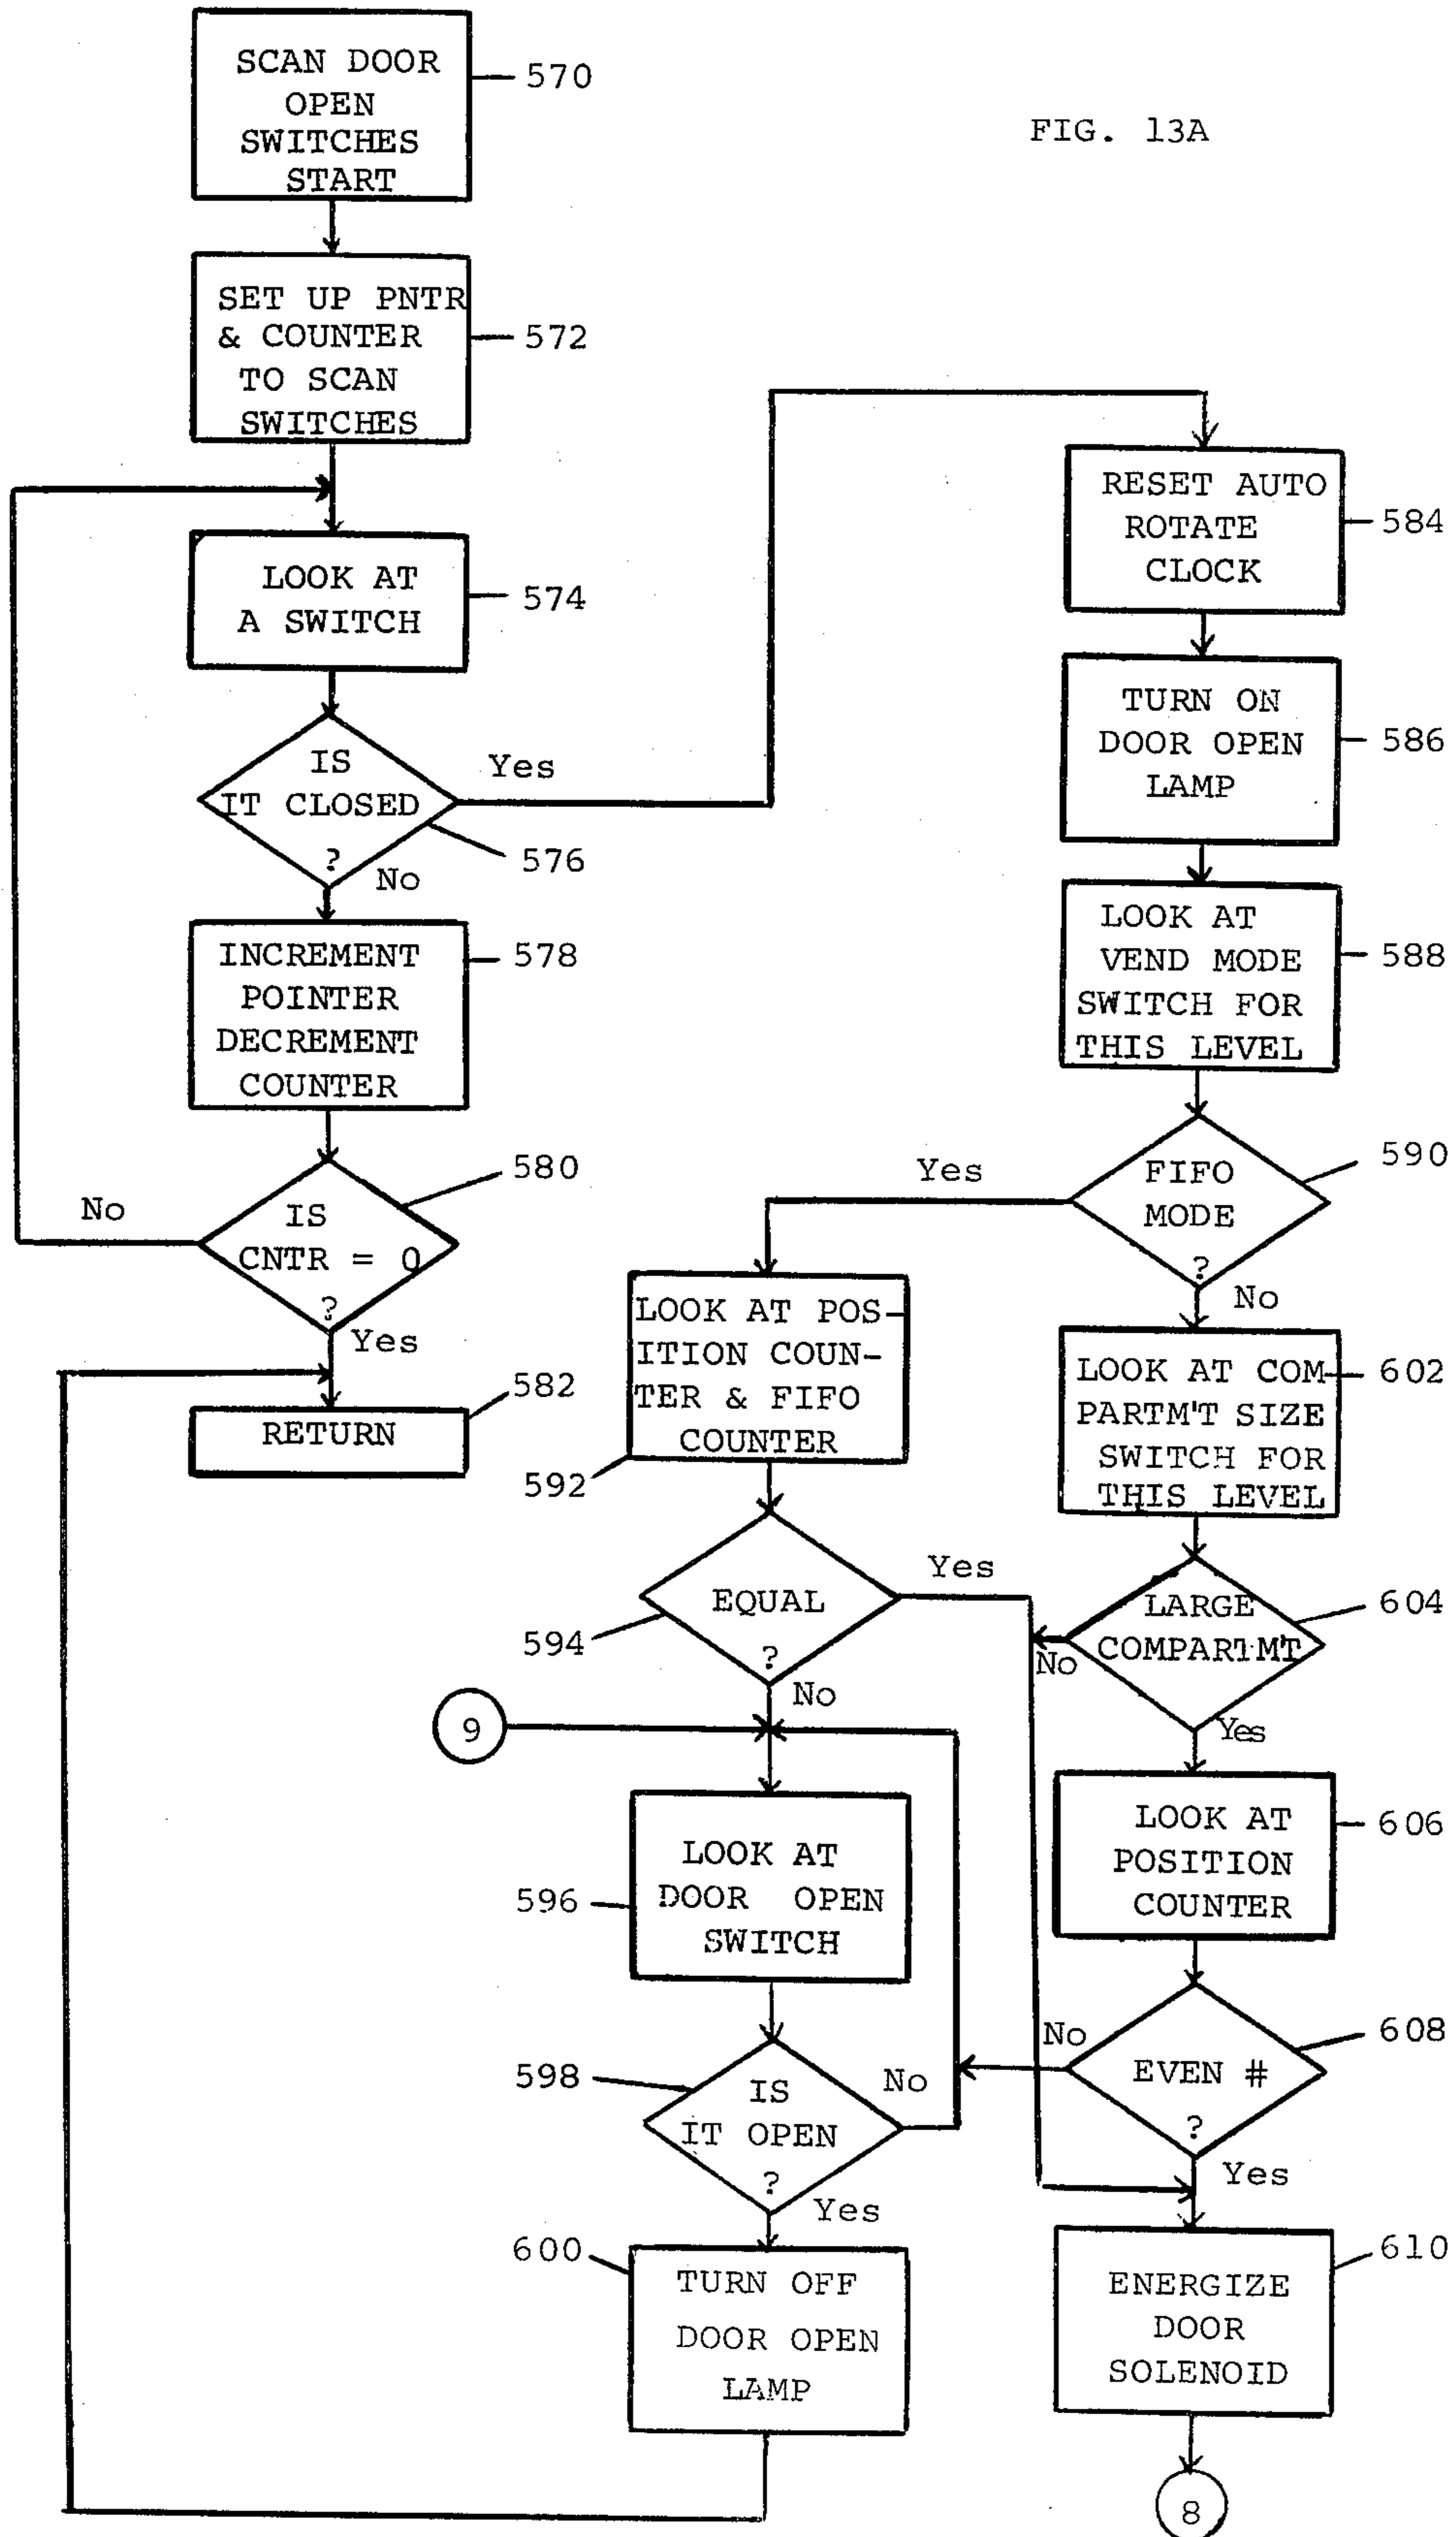 SCAN DOOR
OPEN
SWITCHES
START
570
FIG. 13A
SET UP PNTR
& COUNTER
TO SCAN
SWITCHES
572
LOOK AT
A SWITCH
574
IS
IT CLOSED
?
Yes
576
No
INCREMENT
POINTER
DECREMENT
COUNTER
578
580
IS
CNTR = 0
?
No
Yes
582
RETURN
RESET AUTO
ROTATE
CLOCK
584
TURN ON
DOOR OPEN
LAMP
586
LOOK AT
VEND MODE
SWITCH FOR
THIS LEVEL
588
FIFO
MODE
?
590
Yes
No
LOOK AT POS-
ITION COUN-
TER & FIFO
COUNTER
592
EQUAL
?
594
Yes
No
9
LOOK AT
DOOR OPEN
SWITCH
596
IS
IT OPEN
?
598
No
Yes
600
TURN OFF
DOOR OPEN
LAMP
LOOK AT COM-
PARTM'T SIZE
SWITCH FOR
THIS LEVEL
602
LARGE
COMPARTMT
604
No
Yes
LOOK AT
POSITION
COUNTER
606
EVEN #
?
608
No
Yes
ENERGIZE
DOOR
SOLENOID
610
8